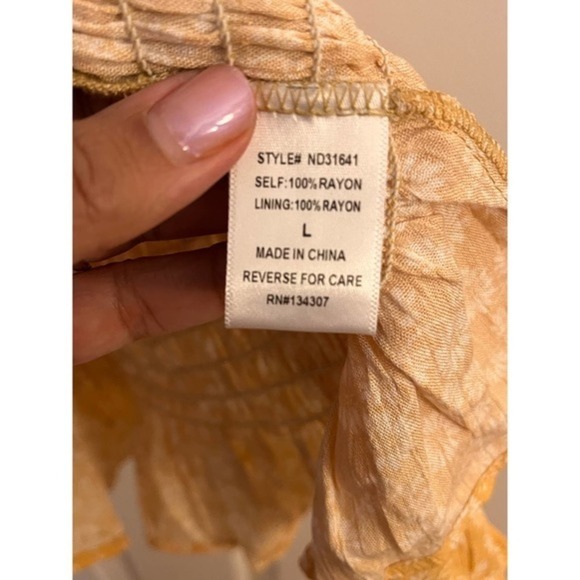 STYLE# ND31641
SELF:100% RAYON
LINING:100% RAYON
L
MADE IN CHINA
REVERSE FOR CARE
RN#134307